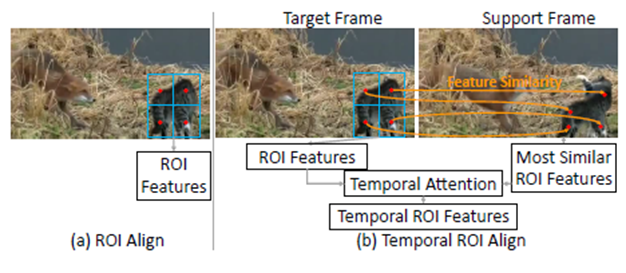 Target Frame
Support Frame
Feature Similarity
ROI
Features
ROI Features
Most Similar
ROI Features
Temporal Attention
Temporal ROI Features
(a) ROI Align
(b) Temporal ROI Align